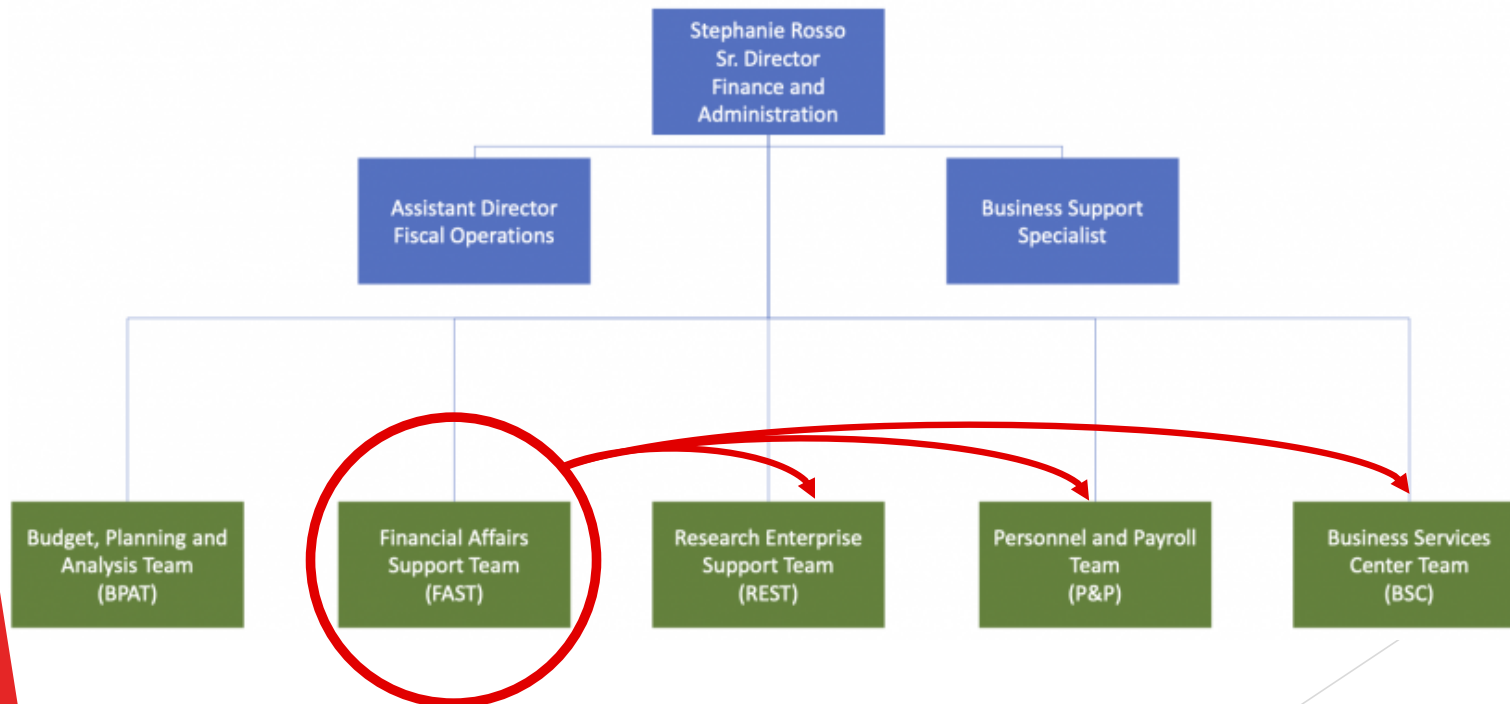 Stephanie Rosso
Sr. Director
Finance and
Administration
Assistant Director
Fiscal Operations
Business Support
Specialist
Budget, Planning and
Analysis Team
(BPAT)
Financial Affairs
Support Team
(FAST)
Research Enterprise
Support Team
(REST)
Personnel and Payroll
Team
(P&P)
Business Services
Center Team
(BSC)